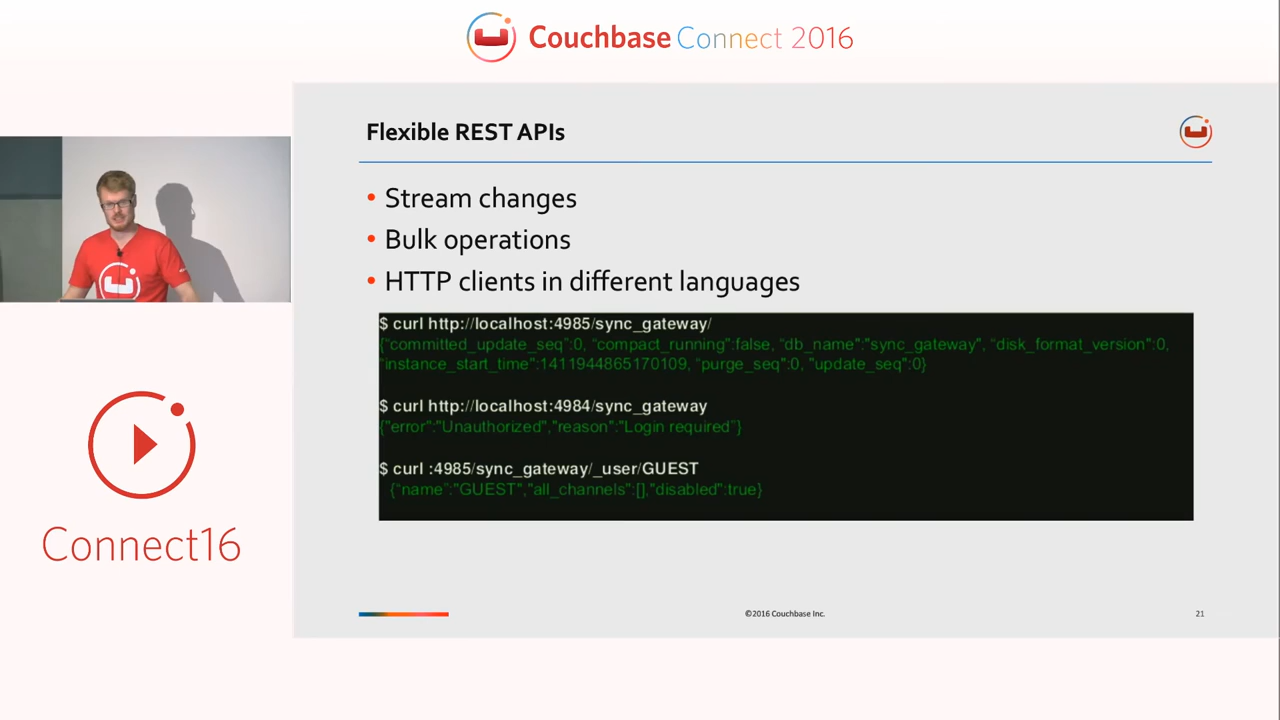 Couchbase Connect 2016
Flexible REST APIs
• Stream changes
• Bulk operations
• HTTP clients in different languages
$ curl http://localhost:4985/sync_gateway/
{"committed_update_seq":0, "compact_running":false, "db_name":"sync_gateway", "disk_format_version":0,
"instance_start_time":1411944865170109, "purge_seq":0, "update_seq":0}
$ curl http://localhost:4984/sync_gateway
{"error":"Unauthorized","reason":"Login required"}
$ curl :4985/sync_gateway/_user/GUEST
{"name":"GUEST","all_channels":[],"disabled":true}
Connect16
©2016 Couchbase Inc.
21